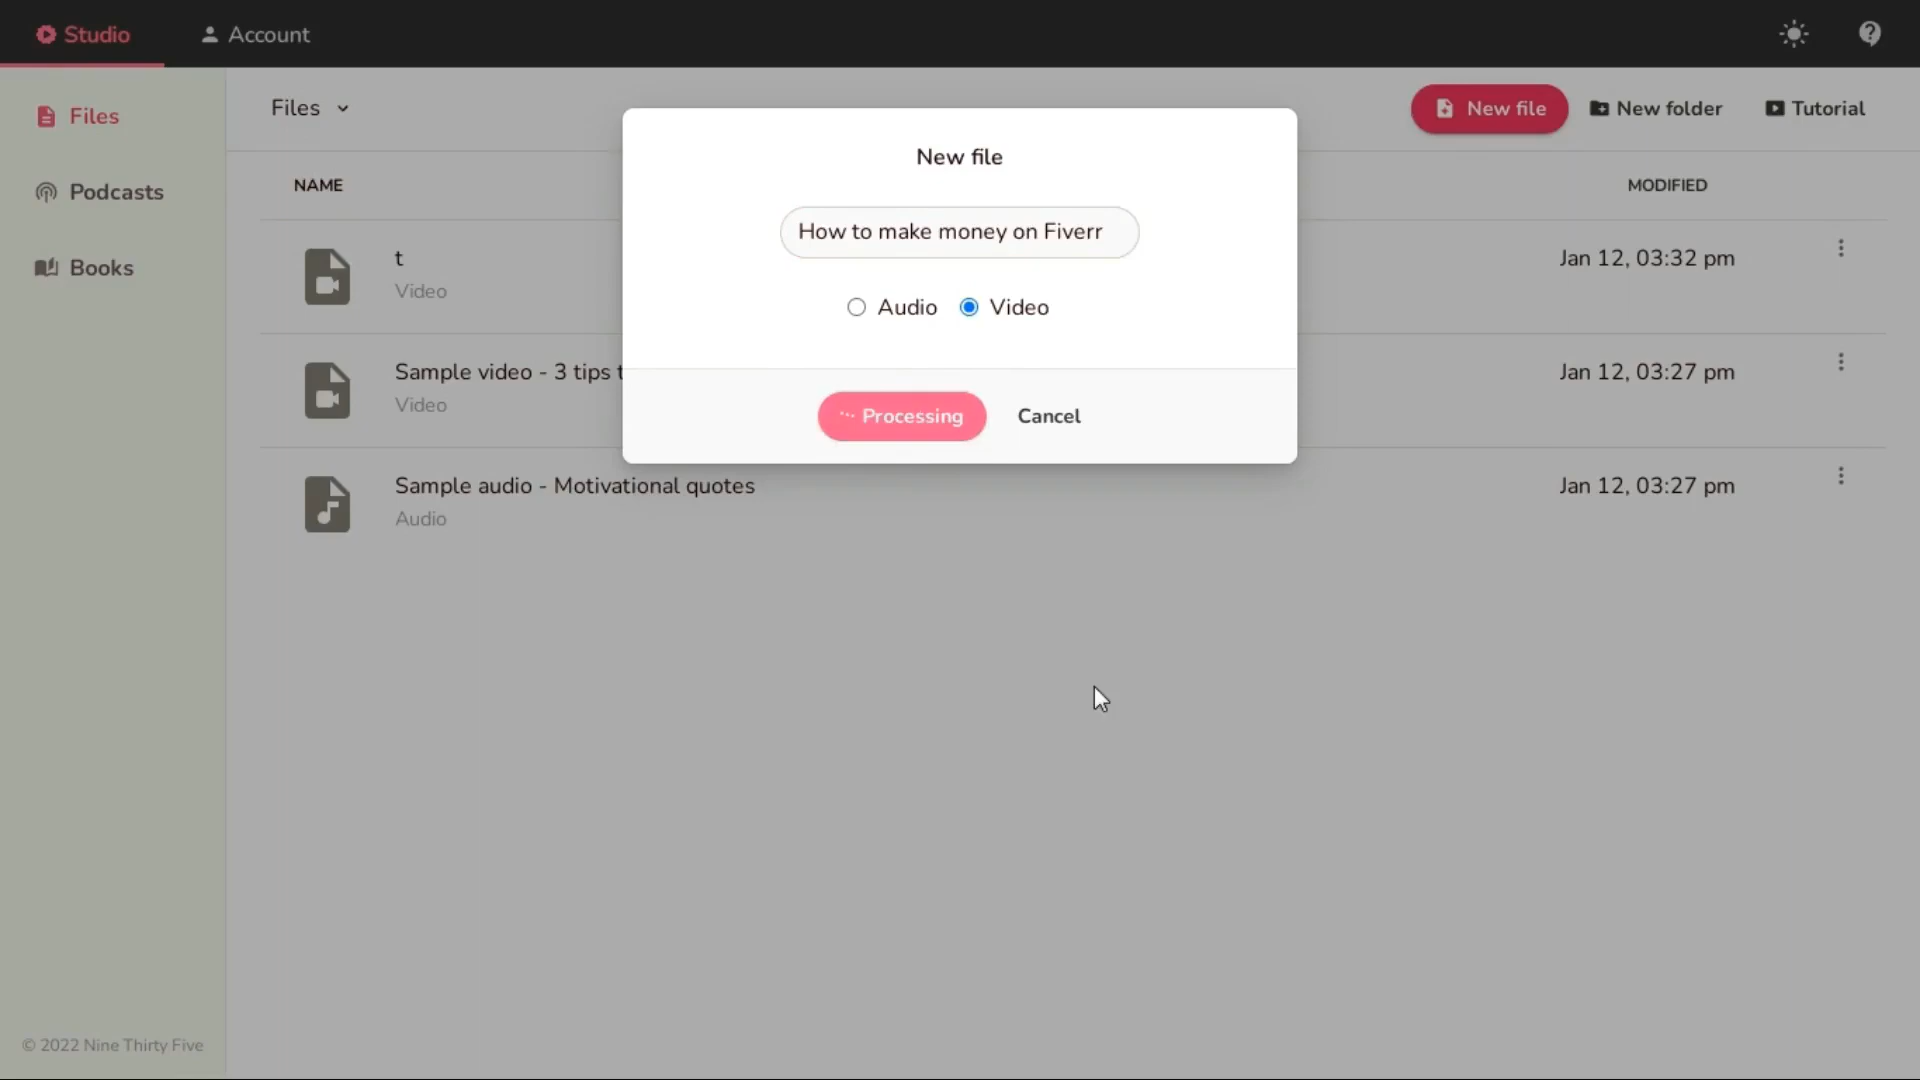 Studio
Account
Files
Podcasts
Books
Files
New file
New folder
Tutorial
NAME
MODIFIED
t
Video
Jan 12, 03:32 pm
Sample video - 3 tips t
Video
Jan 12, 03:27 pm
Sample audio - Motivational quotes
Audio
Jan 12, 03:27 pm
New file
How to make money on Fiverr
Audio
Video
Processing
Cancel
© 2022 Nine Thirty Five